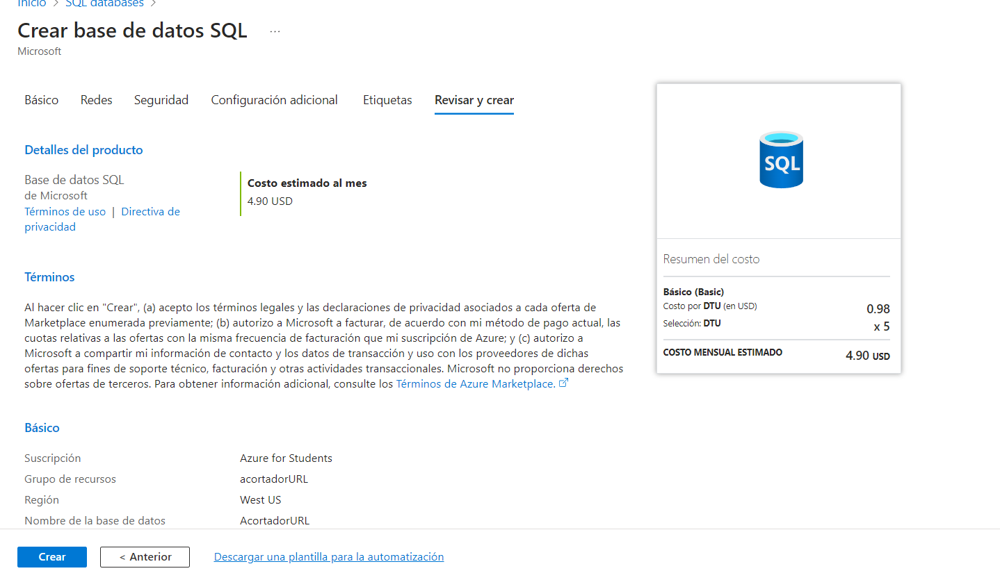 Inicio > SQL databases >
Crear base de datos SQL ...
Microsoft
Básico Redes Seguridad Configuración adicional Etiquetas Revisar y crear
Detalles del producto
Base de datos SQL
de Microsoft
Términos de uso | Directiva de
privacidad
Costo estimado al mes
4.90 USD
Términos
Al hacer clic en "Crear", (a) acepto los términos legales y las declaraciones de privacidad asociados a cada oferta de
Marketplace enumerada previamente; (b) autorizo a Microsoft a facturar, de acuerdo con mi método de pago actual, las
cuotas relativas a las ofertas con la misma frecuencia de facturación que mi suscripción de Azure; y (c) autorizo a
Microsoft a compartir mi información de contacto y los datos de transacción y uso con los proveedores de dichas
ofertas para fines de soporte técnico, facturación y otras actividades transaccionales. Microsoft no proporciona derechos
sobre ofertas de terceros. Para obtener información adicional, consulte los Términos de Azure Marketplace.
Básico
Suscripción Azure for Students
Grupo de recursos acortadorURL
Región West US
Nombre de la base de datos AcortadorURL
SQL
Resumen del costo
Básico (Basic)
Costo por DTU (en USD) 0.98
Selección: DTU x 5
COSTO MENSUAL ESTIMADO 4.90 USD
Crear < Anterior Descargar una plantilla para la automatización